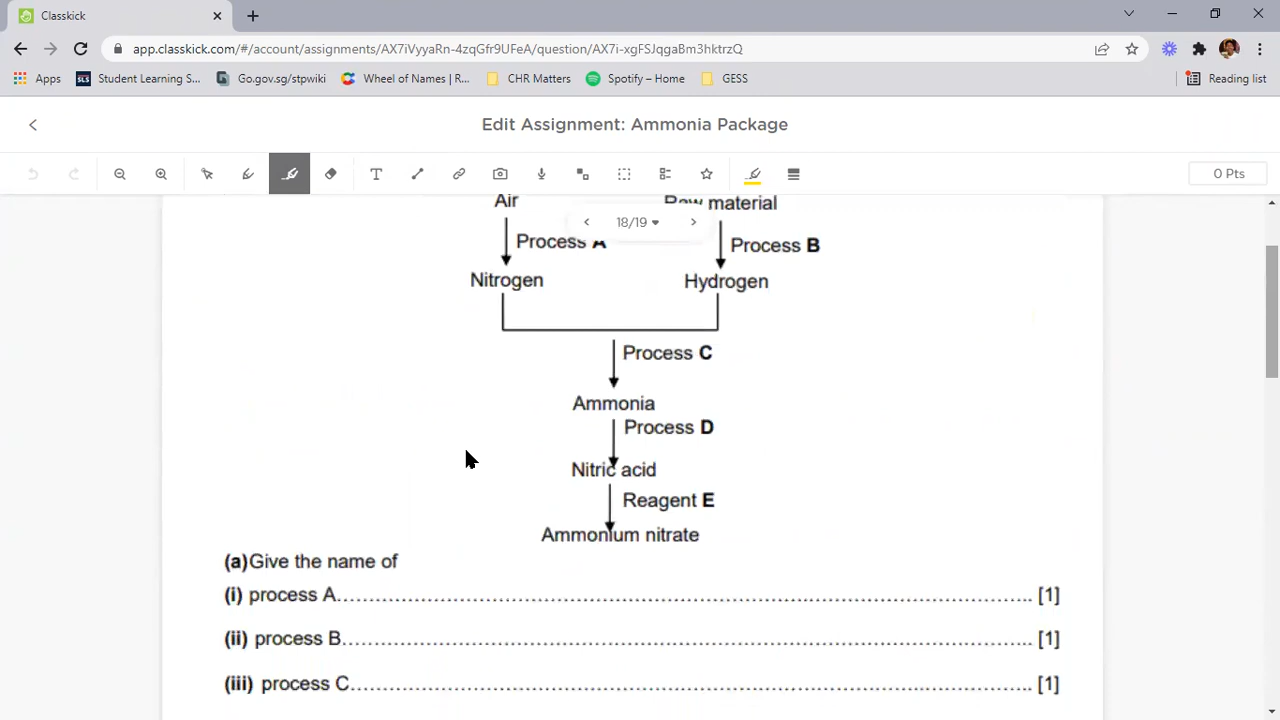 Classkick
app.classkick.com/#/account/assignments/AX7iVyyaRn-4zqGfr9UFeA/question/AX7i-xgFSJqgaBm3hktrzQ
Apps SLS Student Learning S... Go.gov.sg/stpwiki Wheel of Names | R... CHR Matters Spotify – Home GESS Reading list
Edit Assignment: Ammonia Package
T 0 Pts
Air Raw material
18/19
Process A Process B
Nitrogen Hydrogen
Process C
Ammonia
Process D
Nitric acid
Reagent E
Ammonium nitrate
(a)Give the name of
(i) process A.......................................................................................................... [1]
(ii) process B......................................................................................................... [1]
(iii) process C........................................................................................................ [1]